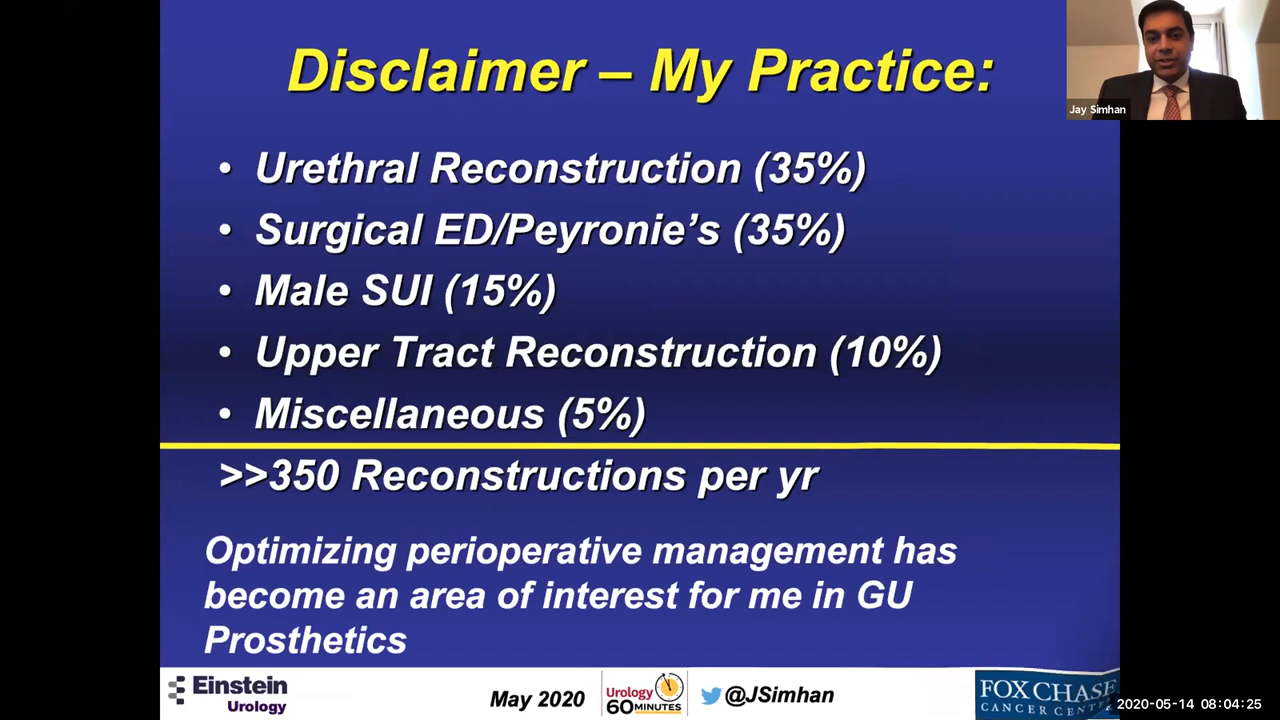 Disclaimer – My Practice:
Jay Simhan
• Urethral Reconstruction (35%)
• Surgical ED/Peyronie’s (35%)
• Male SUI (15%)
• Upper Tract Reconstruction (10%)
• Miscellaneous (5%)
>>350 Reconstructions per yr
Optimizing perioperative management has
become an area of interest for me in GU
Prosthetics
Einstein
Urology
May 2020
Urology
60 MINUTES
@JSimhan
FOX CHASE
CANCER CENTE
2020-05-14 08:04:25